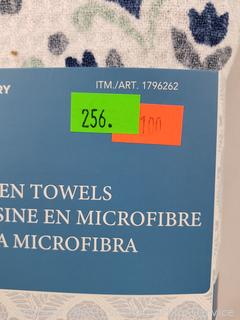 RY
ITM./ART. 1796262
256.
100
EN TOWELS
SINE EN MICROFIBRE
A MICROFIBRA